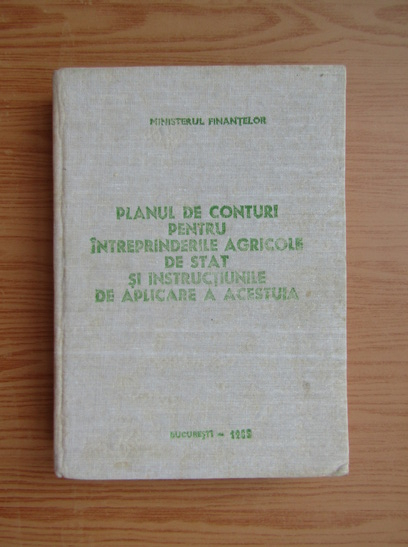 MINISTERUL FINANȚELOR
PLANUL DE CONTURI
PENTRU
ÎNTREPRINDERILE AGRICOLE
DE STAT
ȘI INSTRUCȚIUNILE
DE APLICARE A ACESTUIA
BUCUREȘTI –